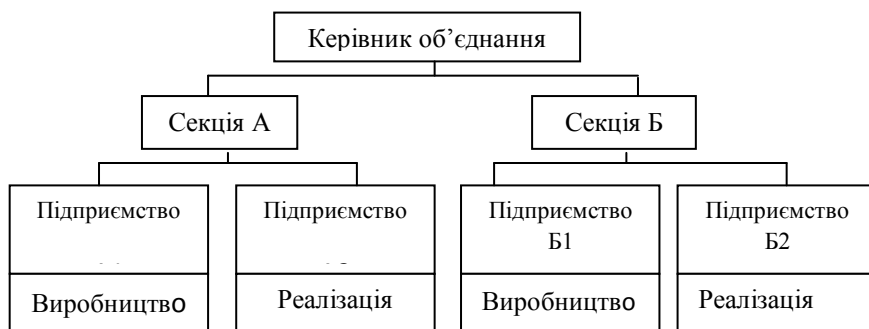 Керівник об’єднання
Секція А
Секція Б
Підприємство
Підприємство
Підприємство
Б1
Підприємство
Б2
Виробництво
Реалізація
Виробництво
Реалізація